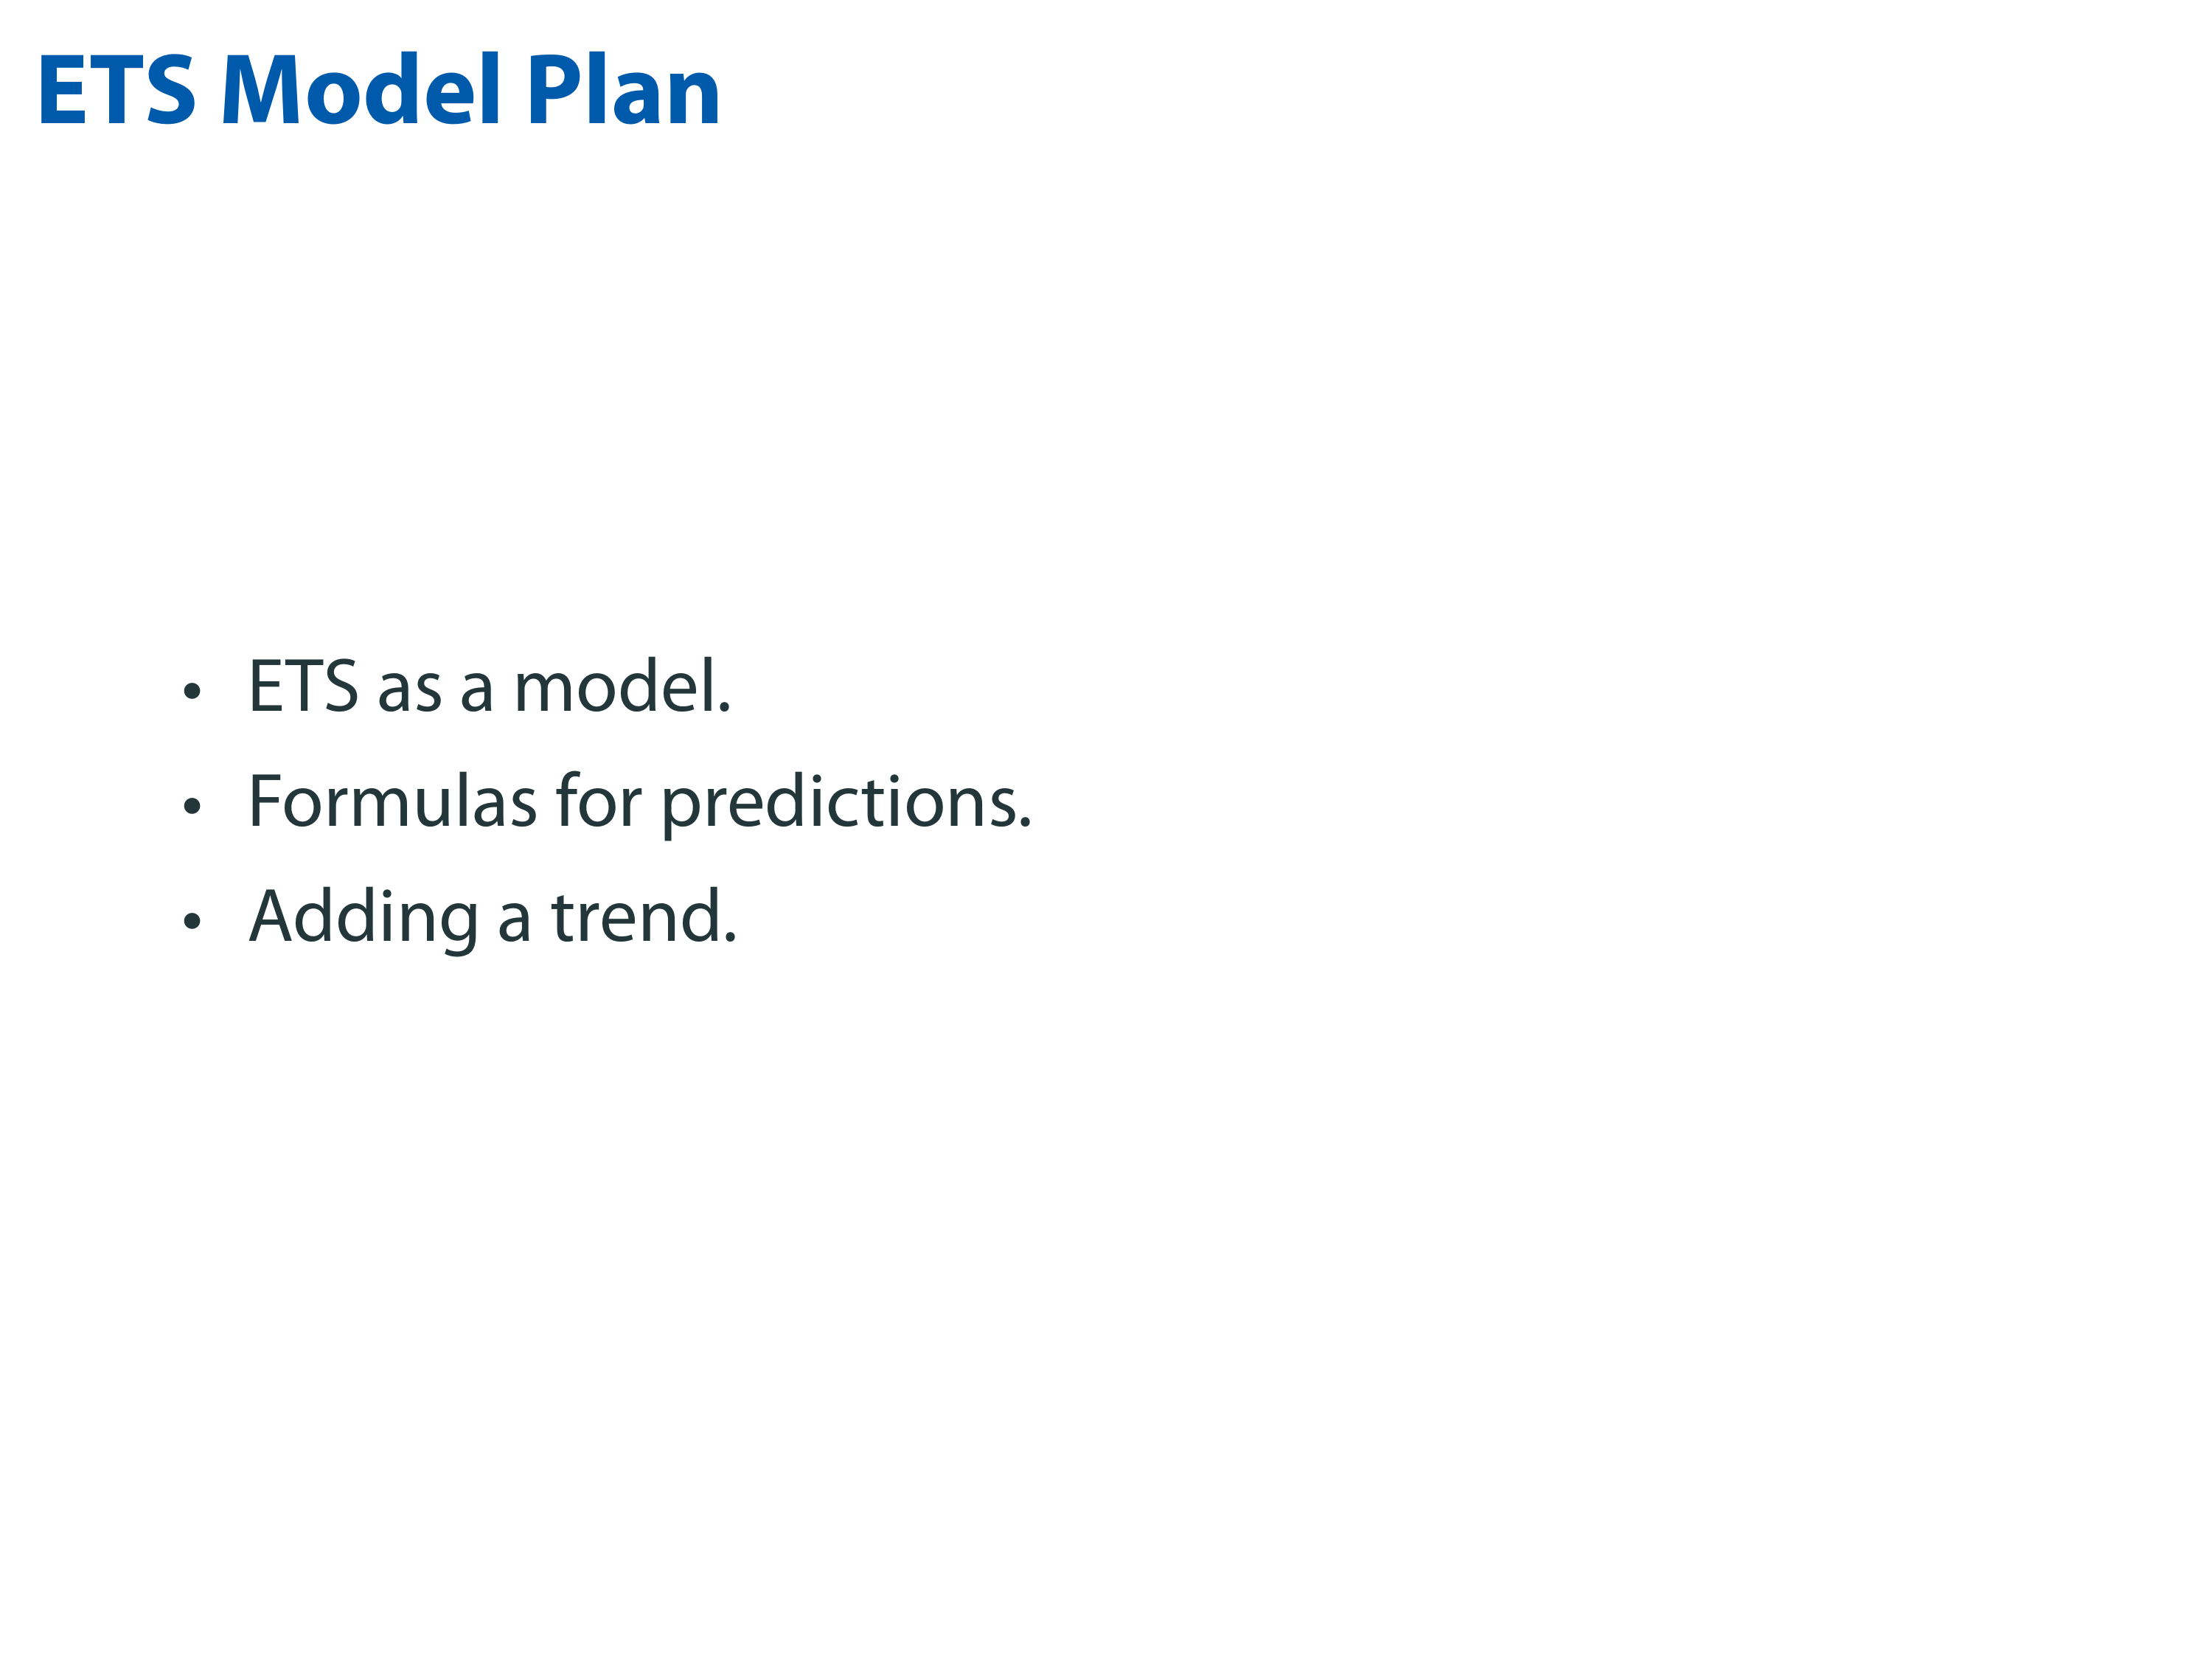 ETS Model Plan
• ETS as a model.
• Formulas for predictions.
• Adding a trend.